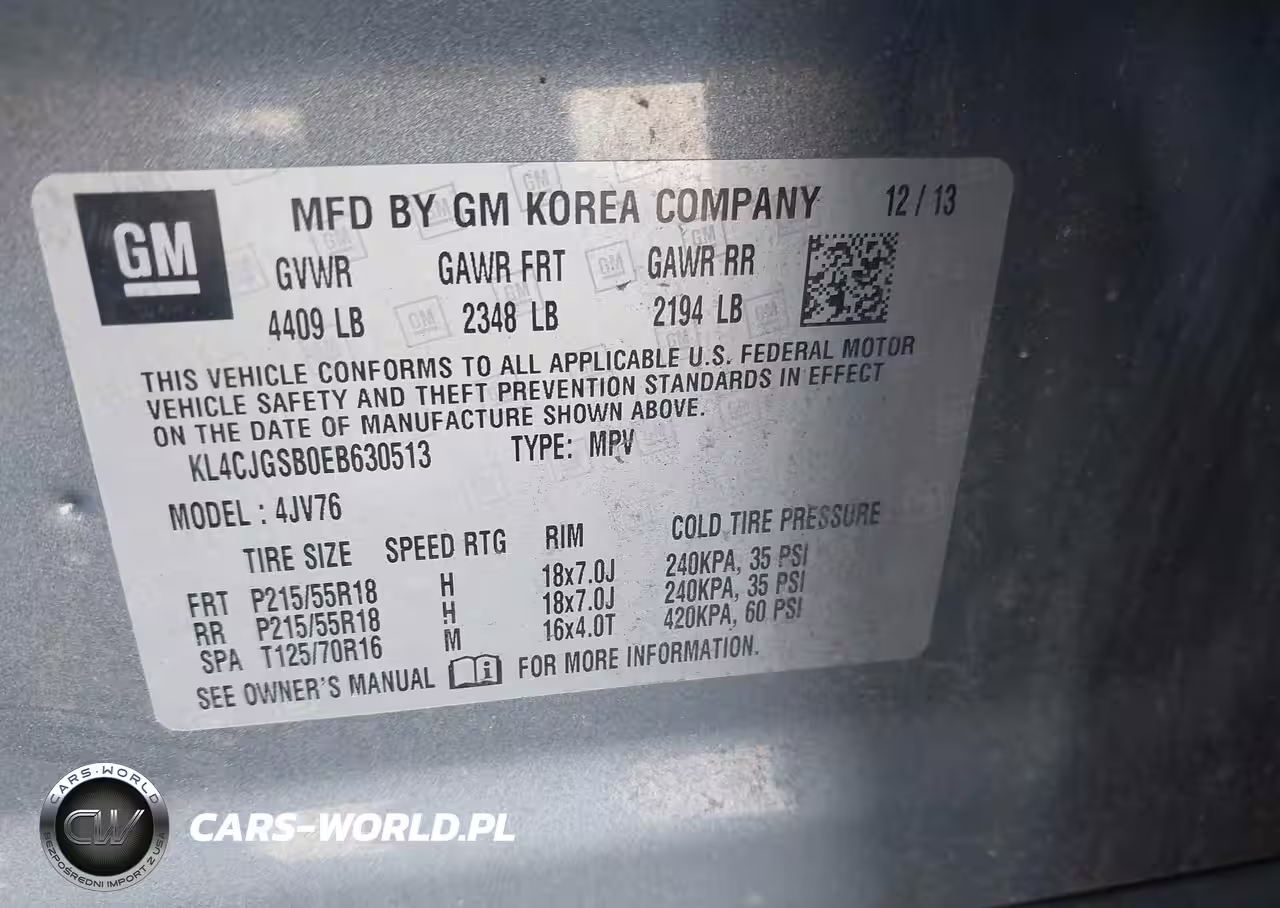 GM
MFD BY GM KOREA COMPANY 12/13
GVWR GAWR FRT GAWR RR
4409 LB 2348 LB 2194 LB
THIS VEHICLE CONFORMS TO ALL APPLICABLE U.S. FEDERAL MOTOR
VEHICLE SAFETY AND THEFT PREVENTION STANDARDS IN EFFECT
ON THE DATE OF MANUFACTURE SHOWN ABOVE.
KL4CJGSB0EB630513 TYPE: MPV
MODEL : 4JV76
TIRE SIZE SPEED RTG RIM COLD TIRE PRESSURE
FRT P215/55R18 H 18x7.0J 240KPA, 35 PSI
RR P215/55R18 H 18x7.0J 240KPA, 35 PSI
SPA T125/70R16 M 16x4.0T 420KPA, 60 PSI
SEE OWNER'S MANUAL i FOR MORE INFORMATION.
CARS-WORLD
CW
BEZPOŚREDNI IMPORT Z USA
CARS-WORLD.PL